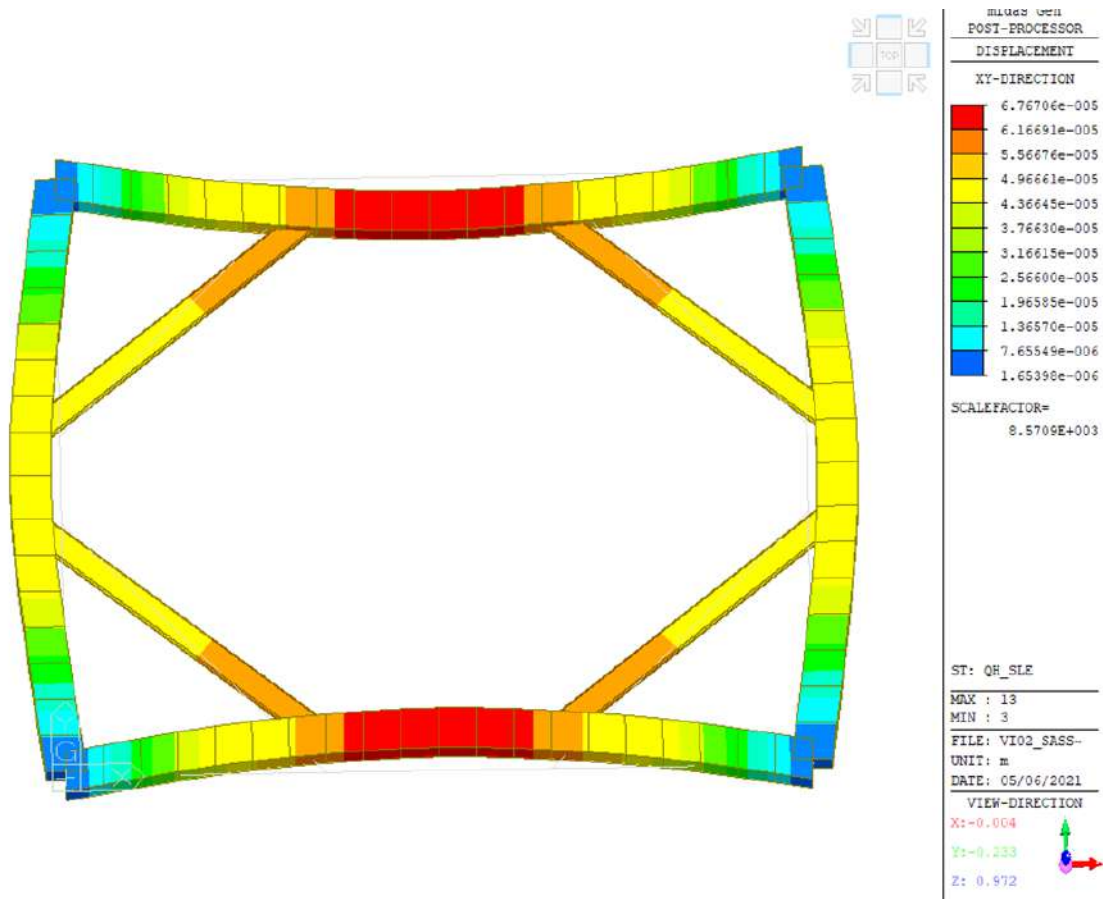 midas Gen
POST-PROCESSOR
DISPLACEMENT
XY-DIRECTION
6.76706e-005
6.16691e-005
5.56676e-005
4.96661e-005
4.36645e-005
3.76630e-005
3.16615e-005
2.56600e-005
1.96585e-005
1.36570e-005
7.65549e-006
1.65398e-006
SCALEFACTOR=
8.5709E+003
ST: QH_SLE
MAX : 13
MIN : 3
FILE: VI02_SASS~
UNIT: m
DATE: 05/06/2021
VIEW-DIRECTION
X:-0.004
Y:-0.233
Z: 0.972
TOP
Y
G
X